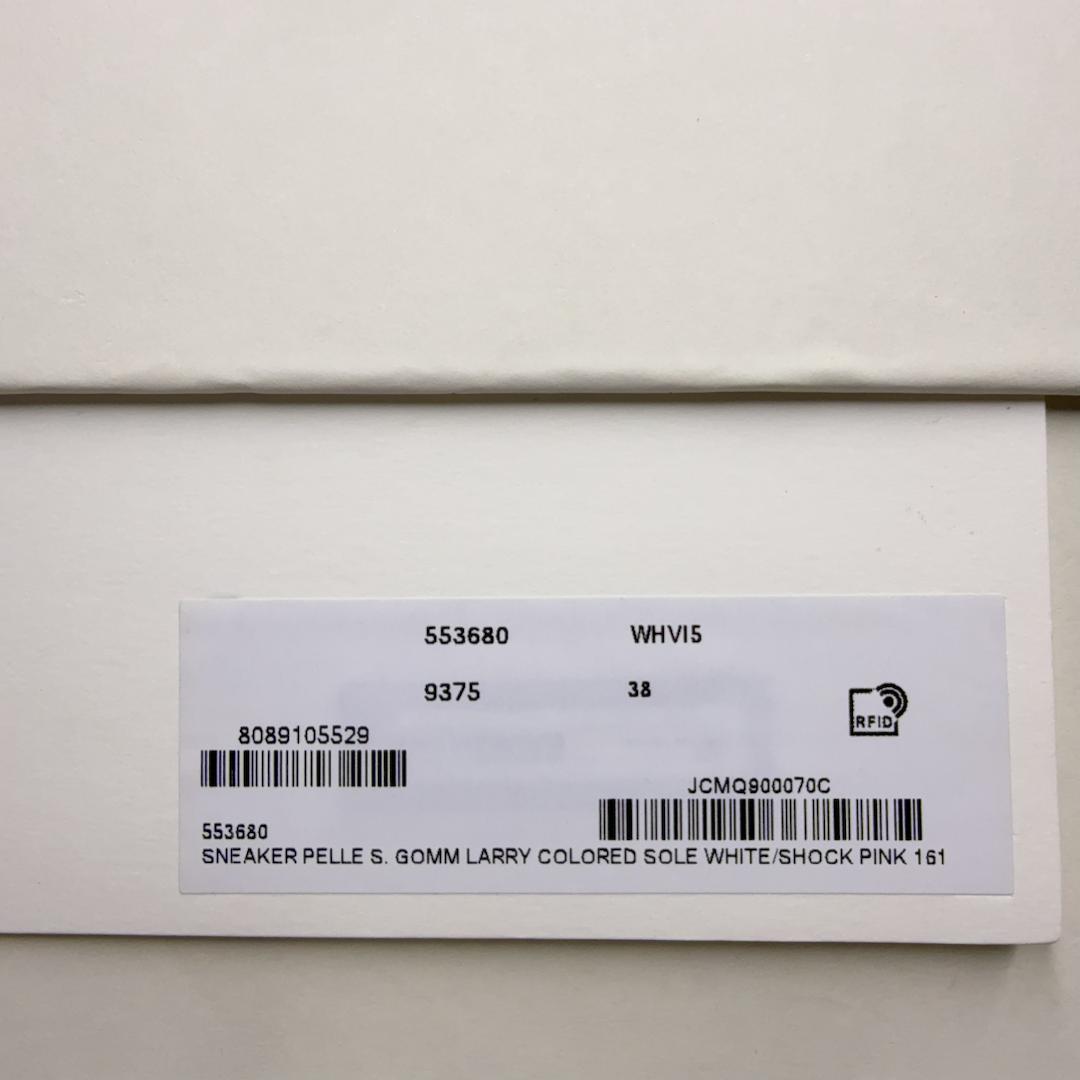 553680 WHVI5
9375 38
RFID
8089105529
JCMQ900070C
553680
SNEAKER PELLE S. GOMM LARRY COLORED SOLE WHITE/SHOCK PINK 161